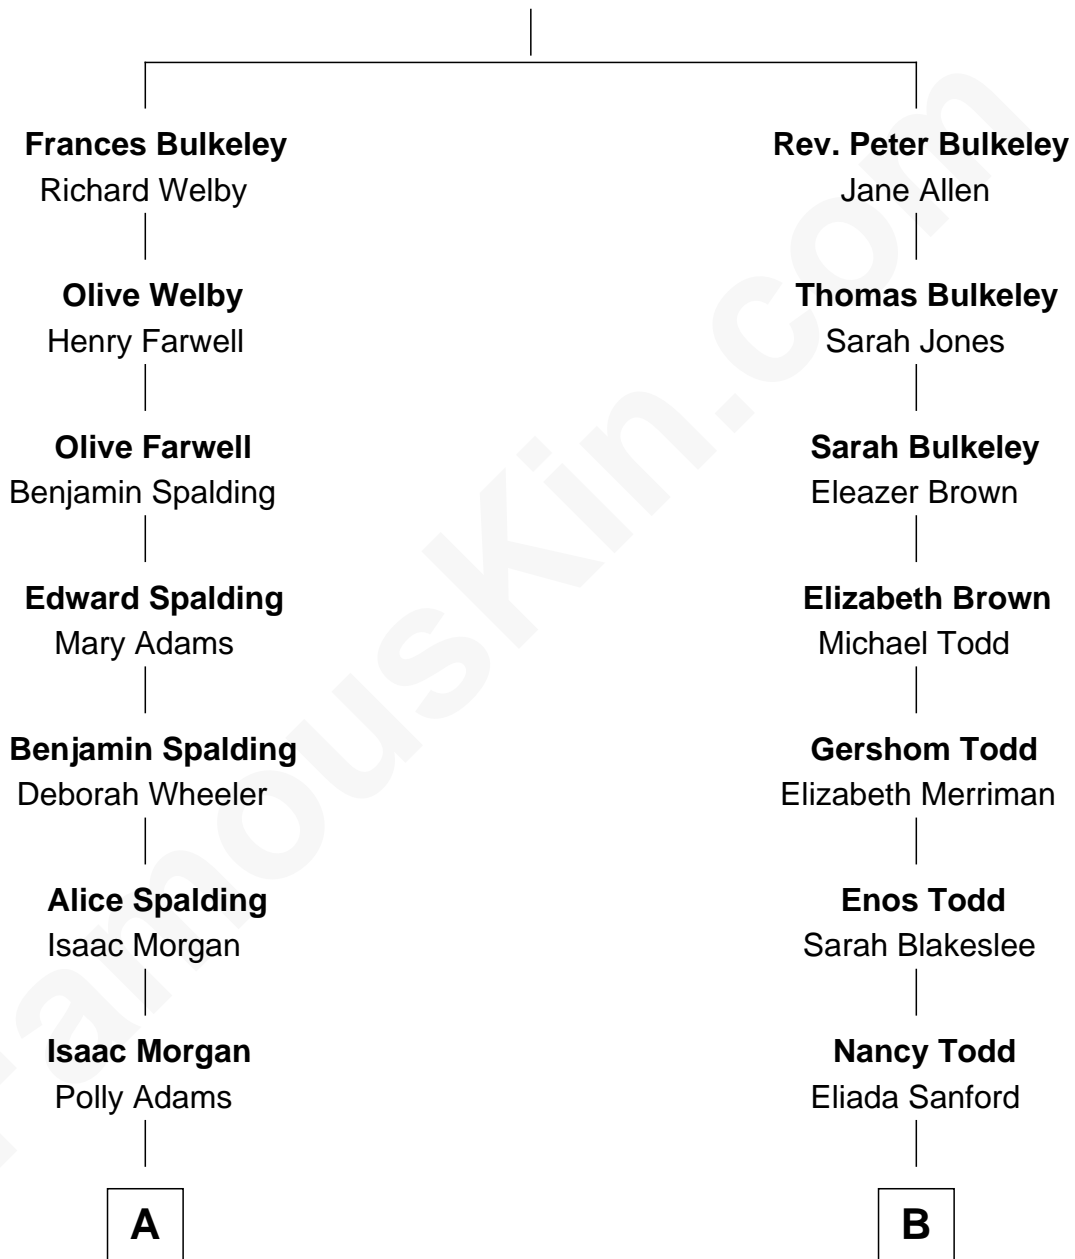 Frances Bulkeley
Richard Welby
Olive Welby
Henry Farwell
Olive Farwell
Benjamin Spalding
Edward Spalding
Mary Adams
Benjamin Spalding
Deborah Wheeler
Alice Spalding
Isaac Morgan
Isaac Morgan
Polly Adams
A
Rev. Peter Bulkeley
Jane Allen
Thomas Bulkeley
Sarah Jones
Sarah Bulkeley
Eleazer Brown
Elizabeth Brown
Michael Todd
Gershom Todd
Elizabeth Merriman
Enos Todd
Sarah Blakeslee
Nancy Todd
Eliada Sanford
B
FamousKin.com